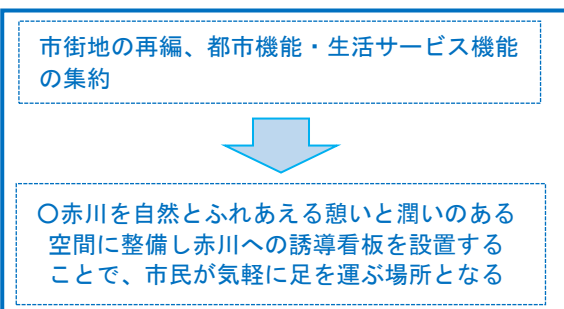 市街地の再編、都市機能・生活サービス機能
の集約
〇赤川を自然とふれあえる憩いと潤いのある
空間に整備し赤川への誘導看板を設置する
ことで、市民が気軽に足を運ぶ場所となる